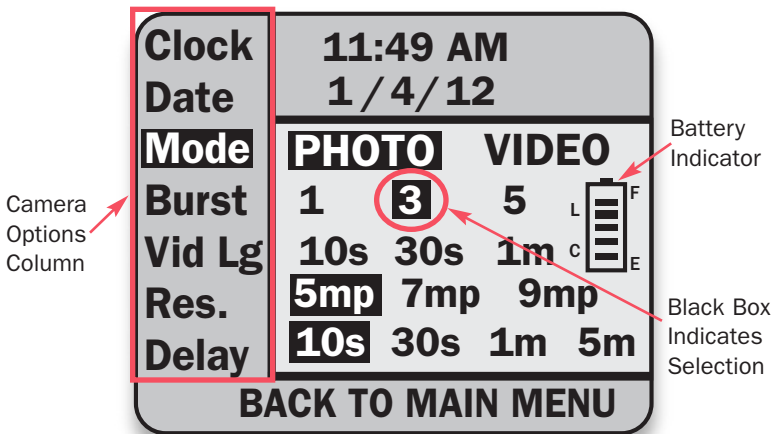 Clock 11:49 AM
Date 1/4/12
Mode PHOTO VIDEO
Burst 1 3 5
Vid Lg 10s 30s 1m
Res. 5mp 7mp 9mp
Delay 10s 30s 1m 5m
BACK TO MAIN MENU
L F
C E
Camera
Options
Column
Battery
Indicator
Black Box
Indicates
Selection